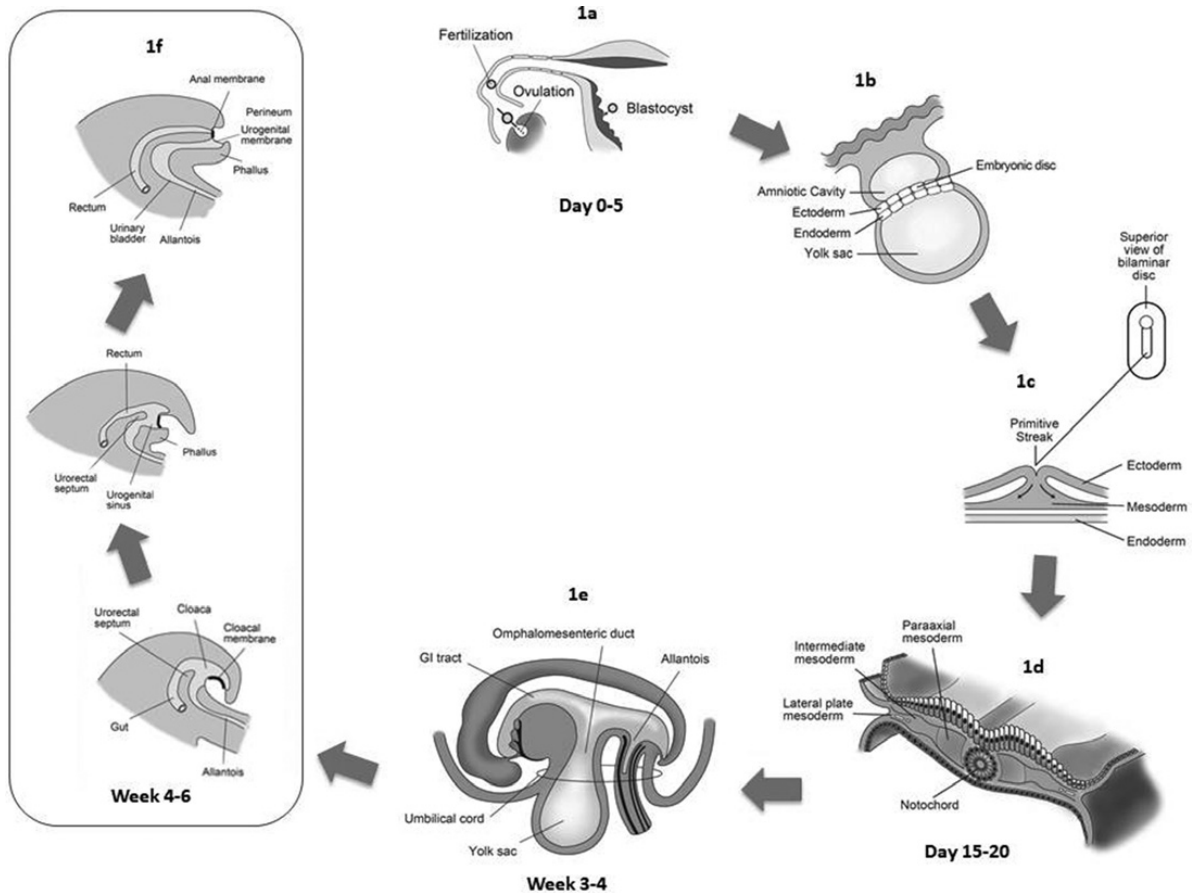 1a
Fertilization
Ovulation
Blastocyst
Day 0-5
1b
Embryonic disc
Amniotic Cavity
Ectoderm
Endoderm
Yolk sac
Superior
view of
bilaminar
disc
1c
Primitive
Streak
Ectoderm
Mesoderm
Endoderm
1d
Paraaxial
mesoderm
Intermediate
mesoderm
Lateral plate
mesoderm
Notochord
Day 15-20
1e
Omphalomesenteric duct
GI tract
Allantois
Umbilical cord
Yolk sac
Week 3-4
1f
Anal membrane
Perineum
Urogenital
membrane
Phallus
Rectum
Urinary
bladder
Allantois
Rectum
Phallus
Urorectal
septum
Urogenital
sinus
Urorectal
septum
Cloaca
Cloacal
membrane
Gut
Allantois
Week 4-6